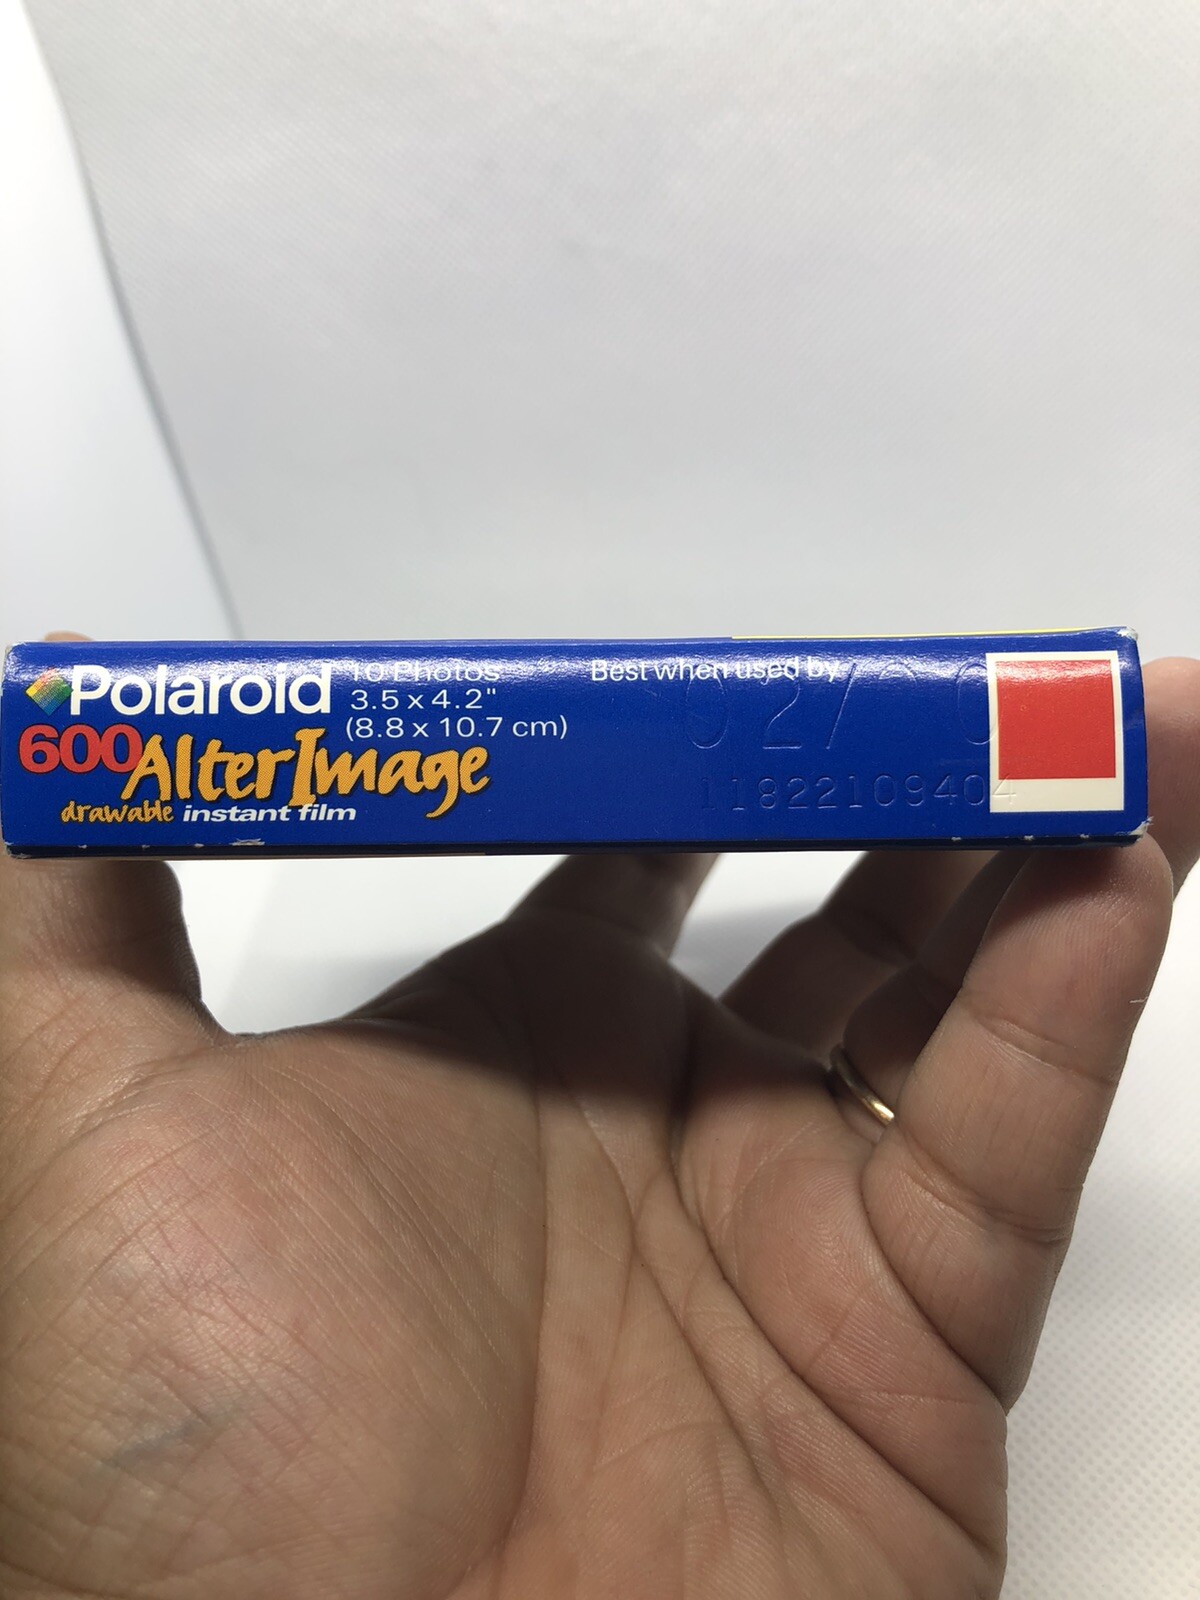 Polaroid
600 AlterImage
drawable instant film
10 Photos
3.5 x 4.2"
(8.8 x 10.7 cm)
Best when used by
11822109404